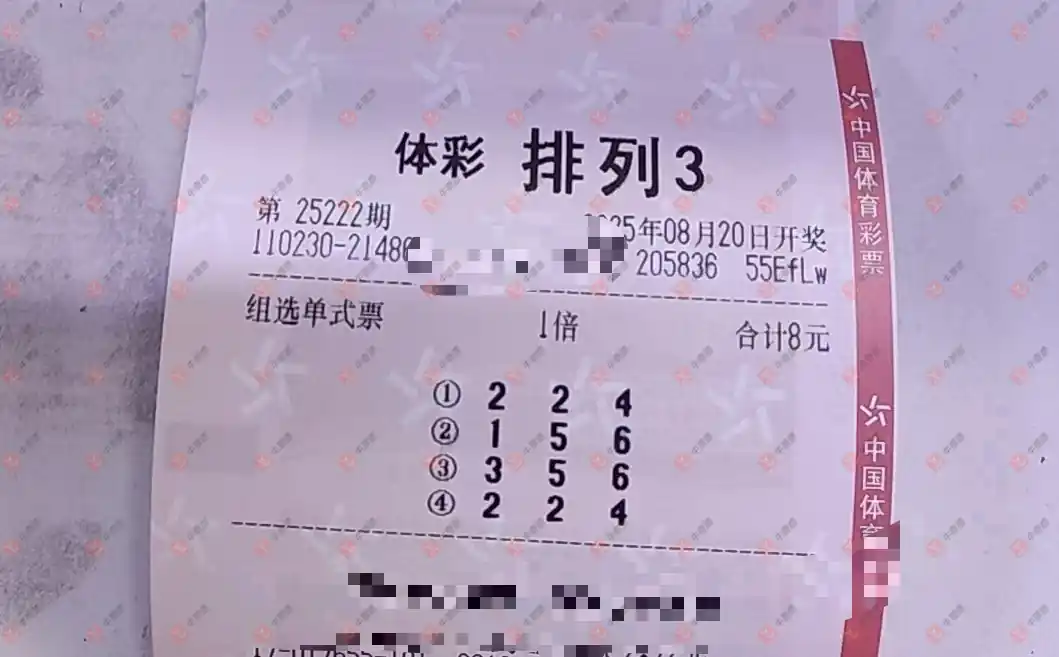 体彩 排列3
第 25222期
25年08月20日开奖
110230-2148
205836 55EfLw
组选单式票 1倍 合计8元
① 2 2 4
② 1 5 6
③ 3 5 6
④ 2 2 4
中国体育彩票
中国体育